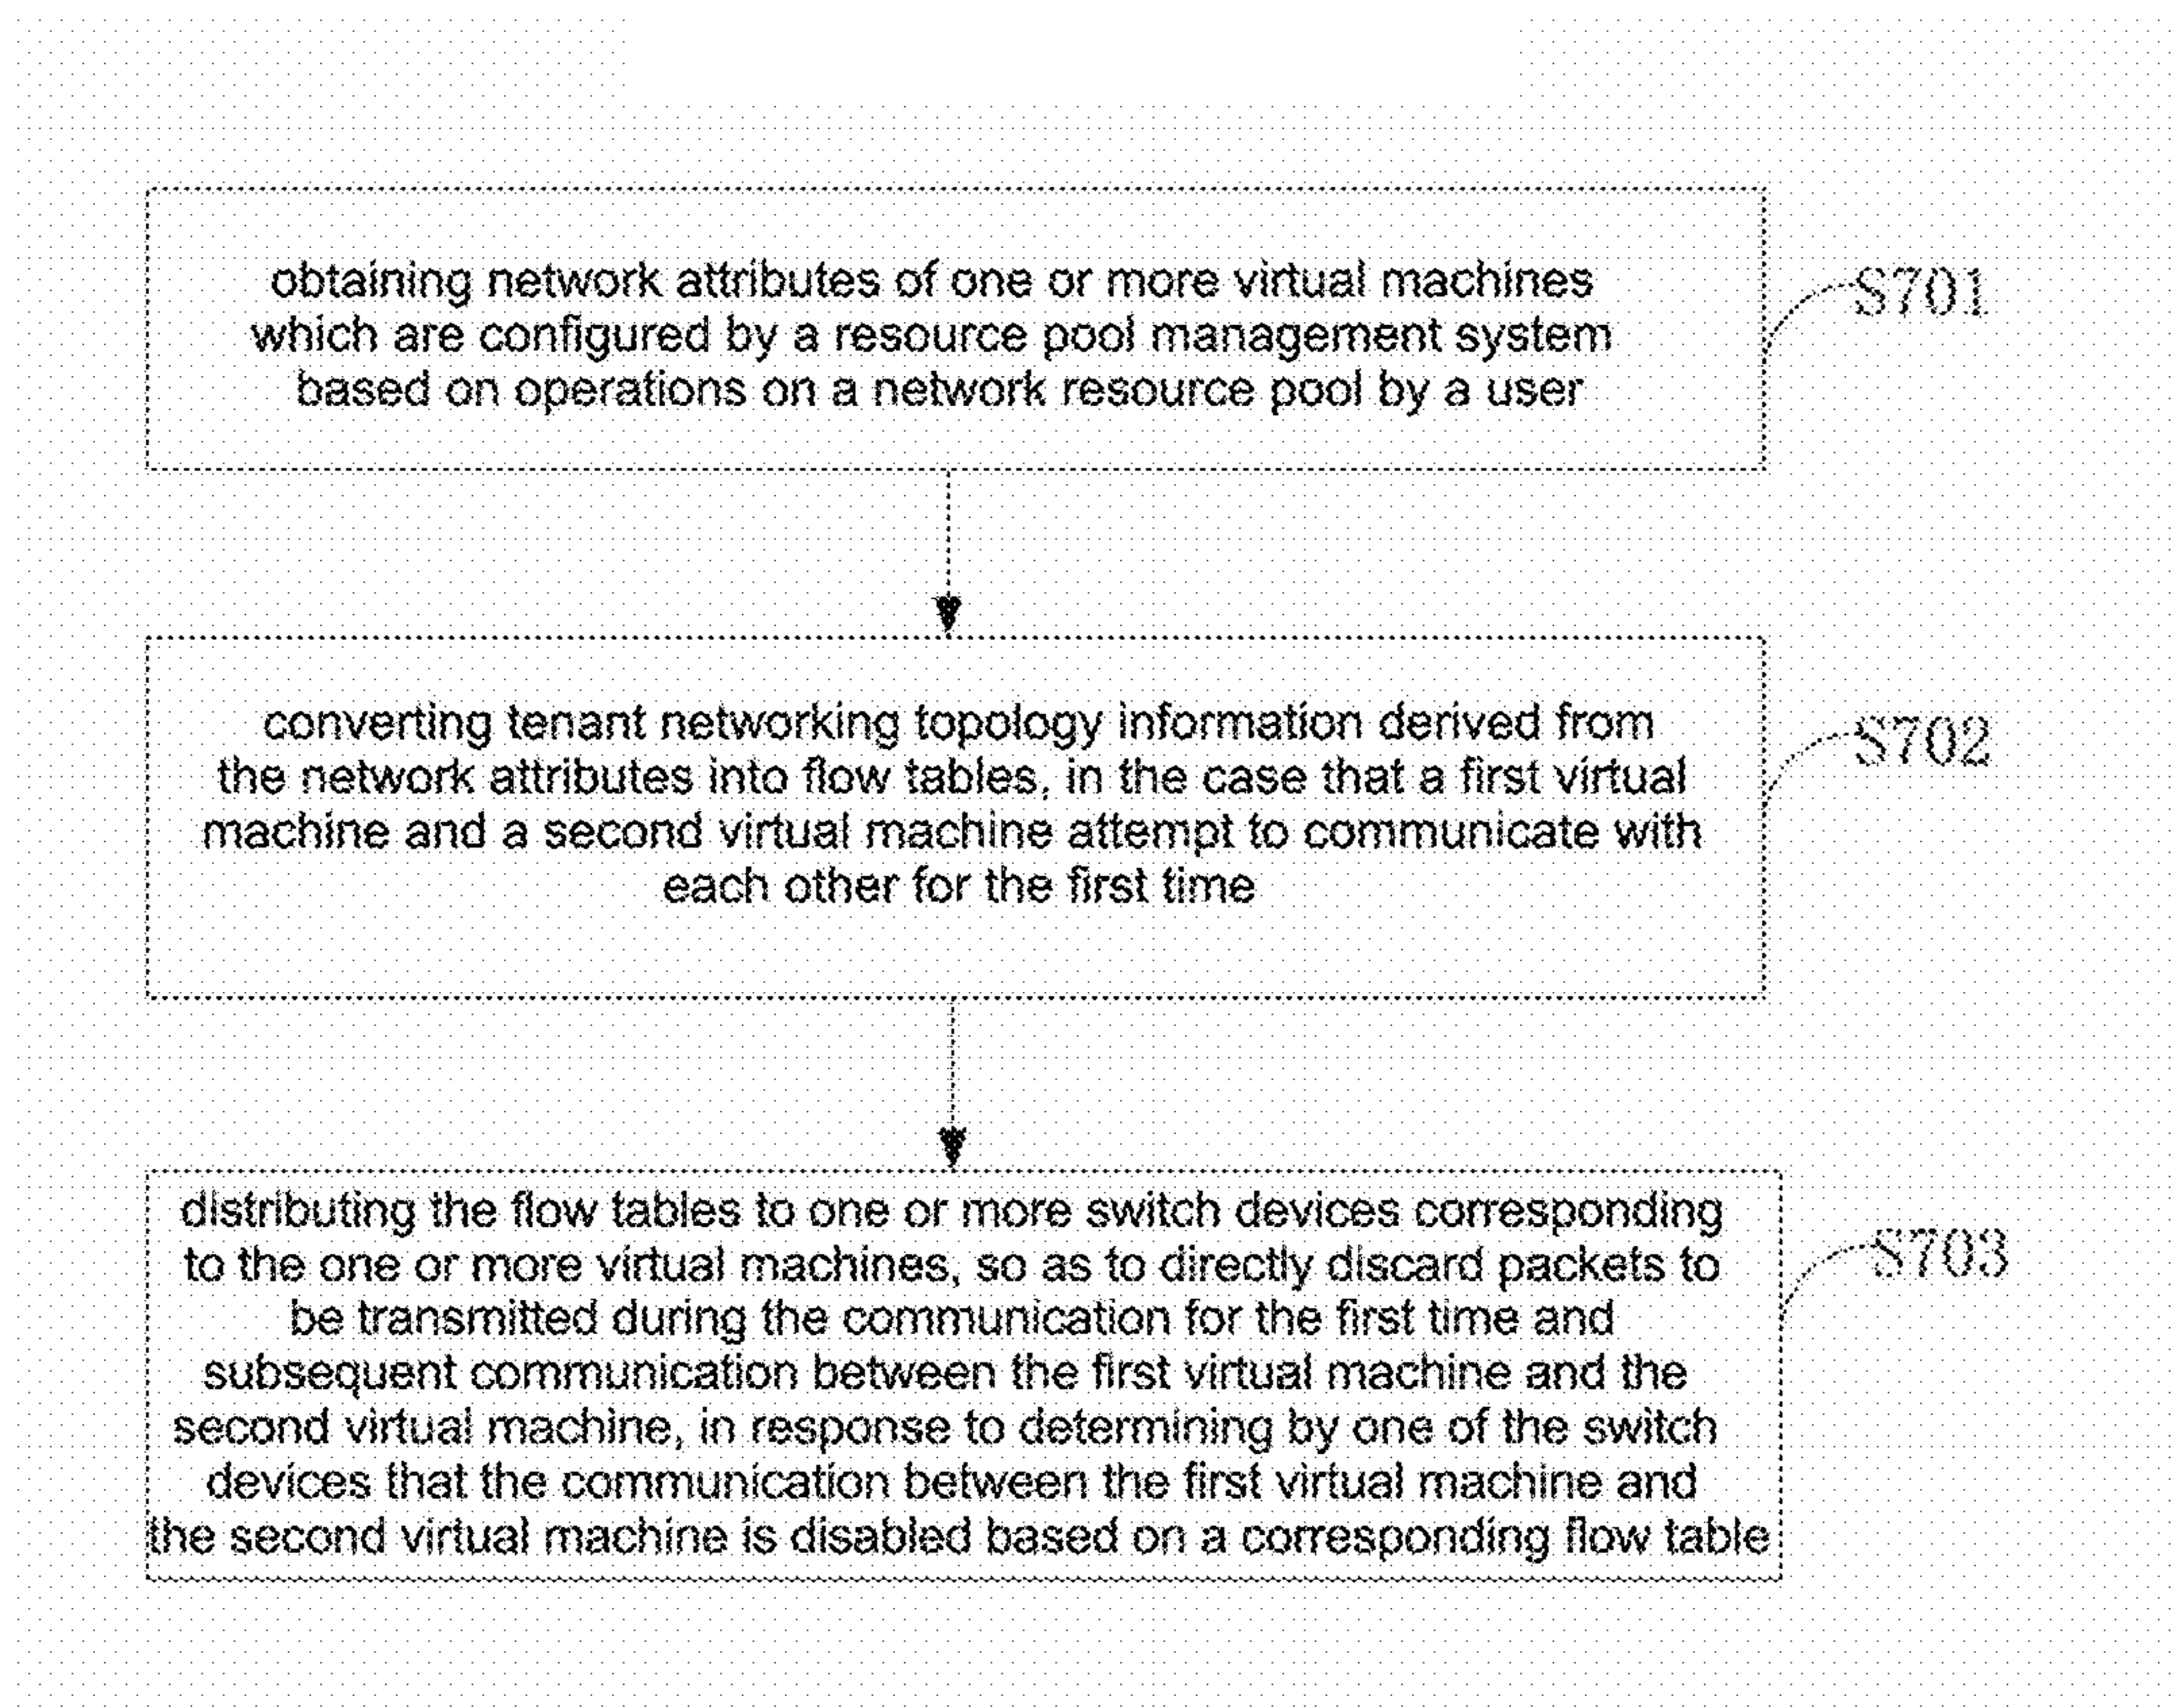 obtaining network attributes of one or more virtual machines
which are configured by a resource pool management system
based on operations on a network resource pool by a user
S701
converting tenant networking topology information derived from
the network attributes into flow tables, in the case that a first virtual
machine and a second virtual machine attempt to communicate with
each other for the first time
S702
distributing the flow tables to one or more switch devices corresponding
to the one or more virtual machines, so as to directly discard packets to
be transmitted during the communication for the first time and
subsequent communication between the first virtual machine and the
second virtual machine, in response to determining by one of the switch
devices that the communication between the first virtual machine and
the second virtual machine is disabled based on a corresponding flow table
S703